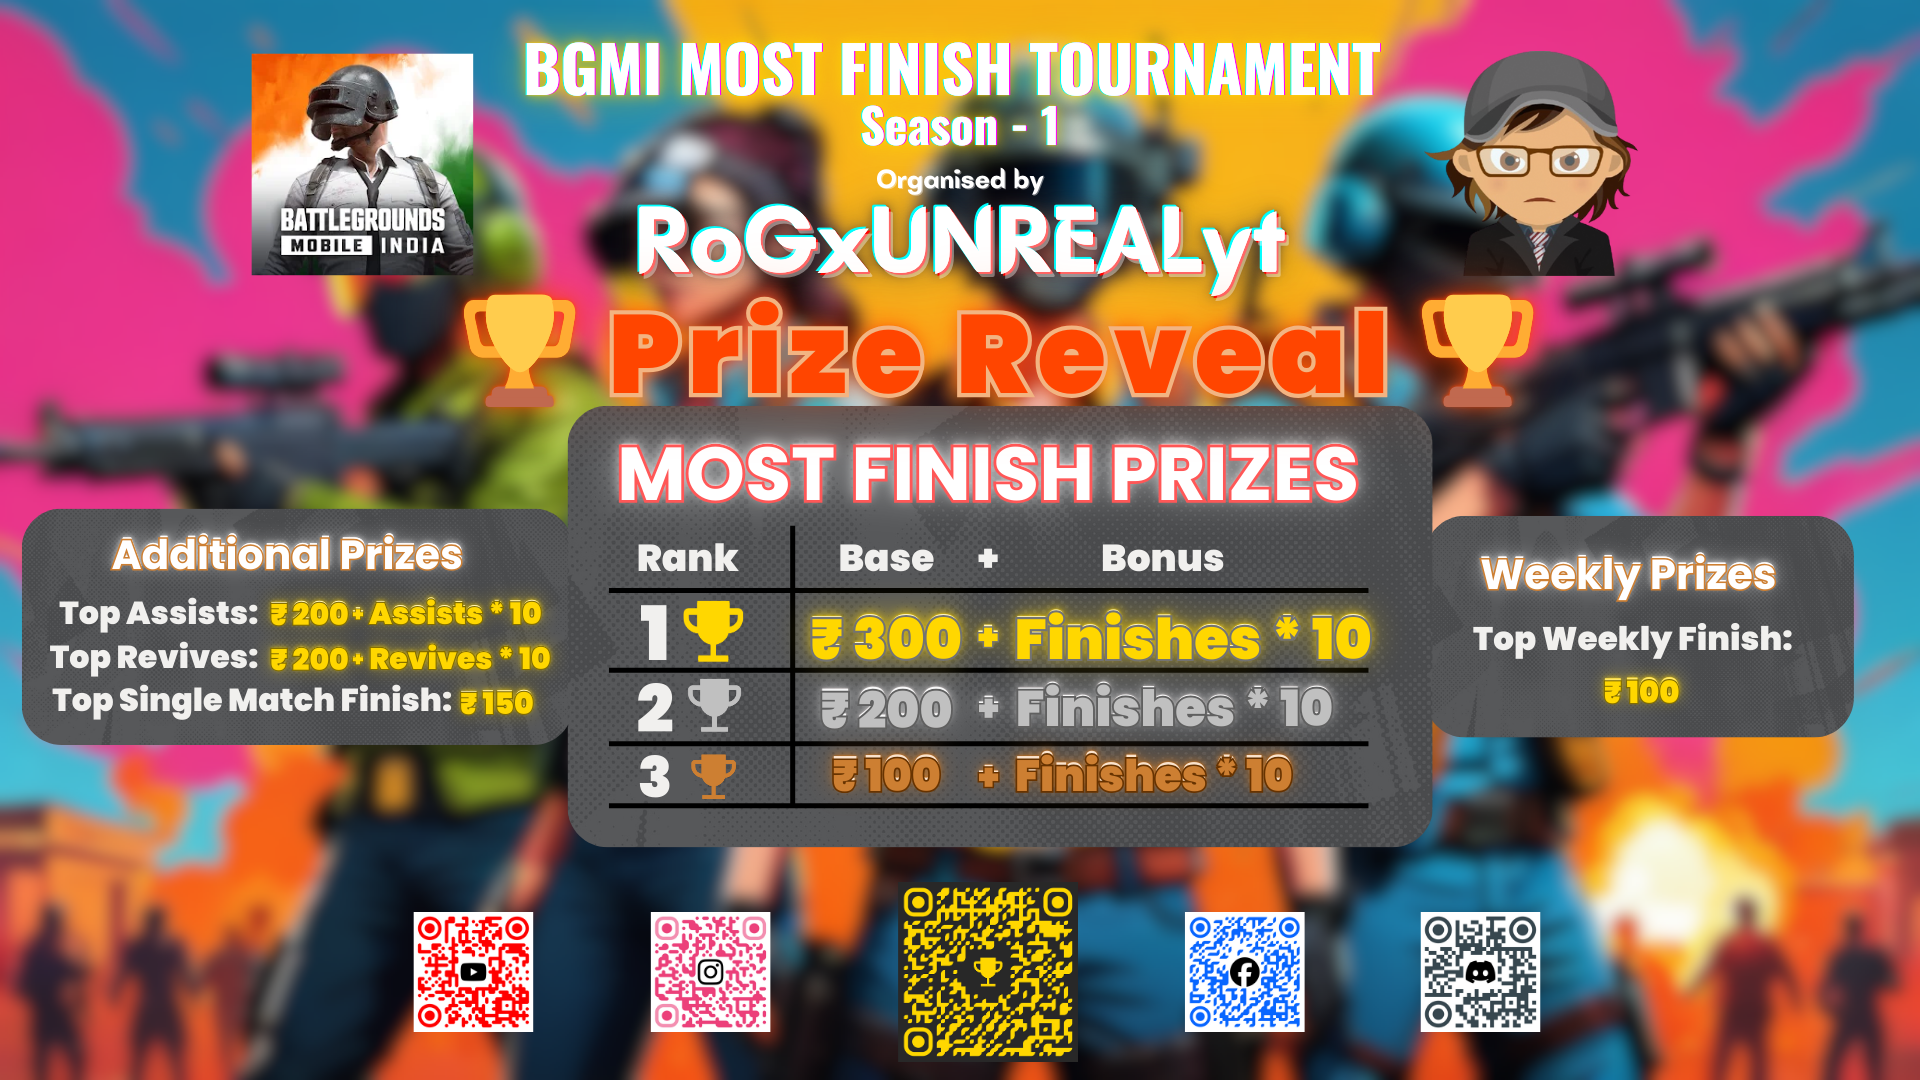 BGMI MOST FINISH TOURNAMENT
Season - 1
Organised by
RoGxUNREALyt
BATTLEGROUNDS
MOBILE INDIA
Prize Reveal
MOST FINISH PRIZES
Rank Base + Bonus
1 ₹ 300 + Finishes * 10
2 ₹ 200 + Finishes * 10
3 ₹ 100 + Finishes * 10
Additional Prizes
Top Assists: ₹ 200 + Assists * 10
Top Revives: ₹ 200 + Revives * 10
Top Single Match Finish: ₹ 150
Weekly Prizes
Top Weekly Finish:
₹ 100